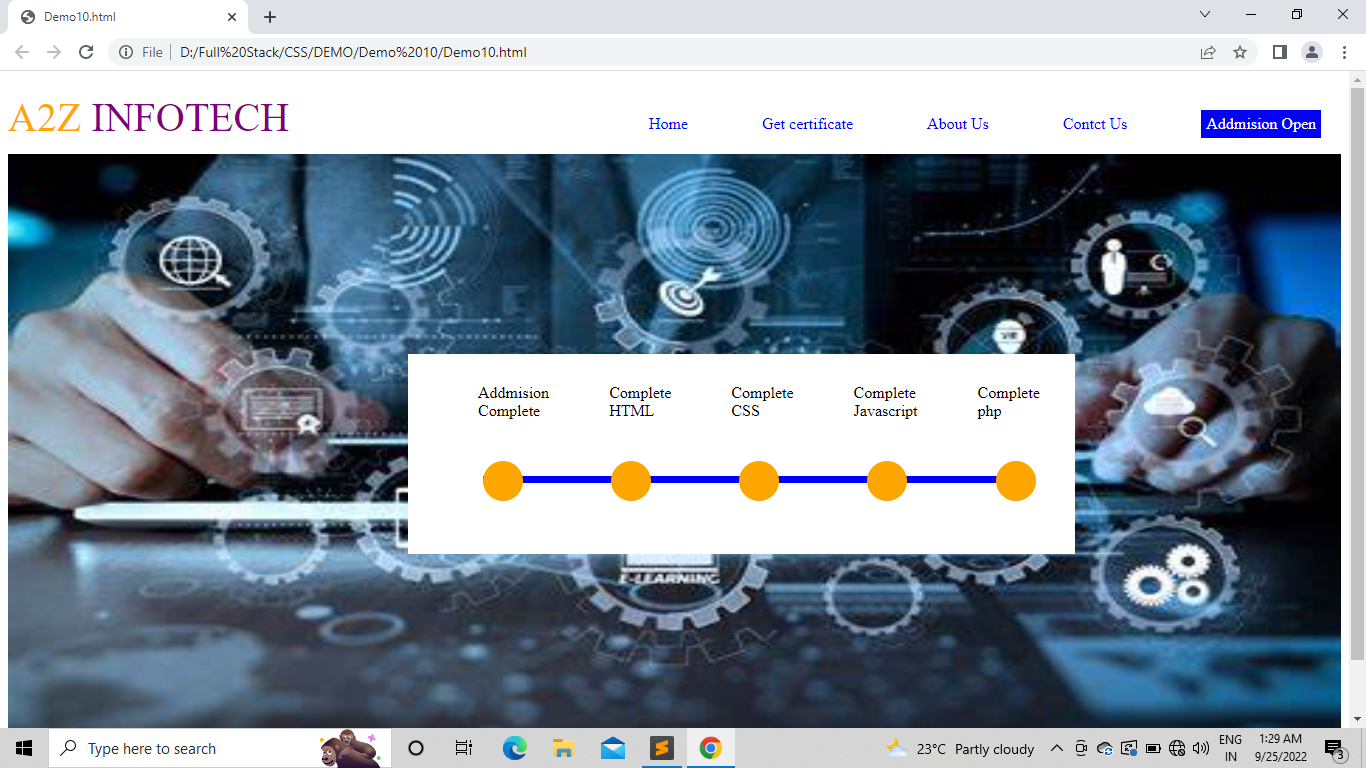 Demo10.html
File
D:/Full%20Stack/CSS/DEMO/Demo%2010/Demo10.html
A2Z INFOTECH
Home
Get certificate
About Us
Contct Us
Addmision Open
Addmision
Complete
Complete
HTML
Complete
CSS
Complete
Javascript
Complete
php
E-LEARNING
Type here to search
23°C Partly cloudy
ENG
IN
1:29 AM
9/25/2022
3